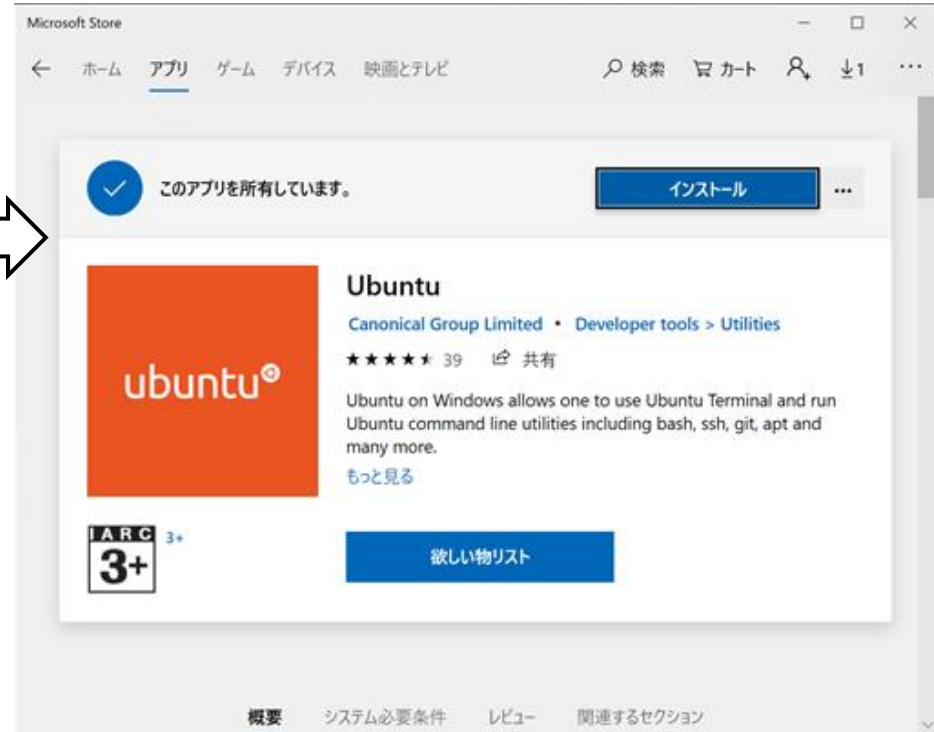 Microsoft Store
ホーム アプリ ゲーム デバイス 映画とテレビ 検索 カート 1
このアプリを所有しています。 インストール
Ubuntu
Canonical Group Limited • Developer tools > Utilities
39 共有
ubuntu
Ubuntu on Windows allows one to use Ubuntu Terminal and run
Ubuntu command line utilities including bash, ssh, git, apt and
many more.
もっと見る
IARC
3+
3+
欲しい物リスト
概要 システム必要条件 レビュー 関連するセクション